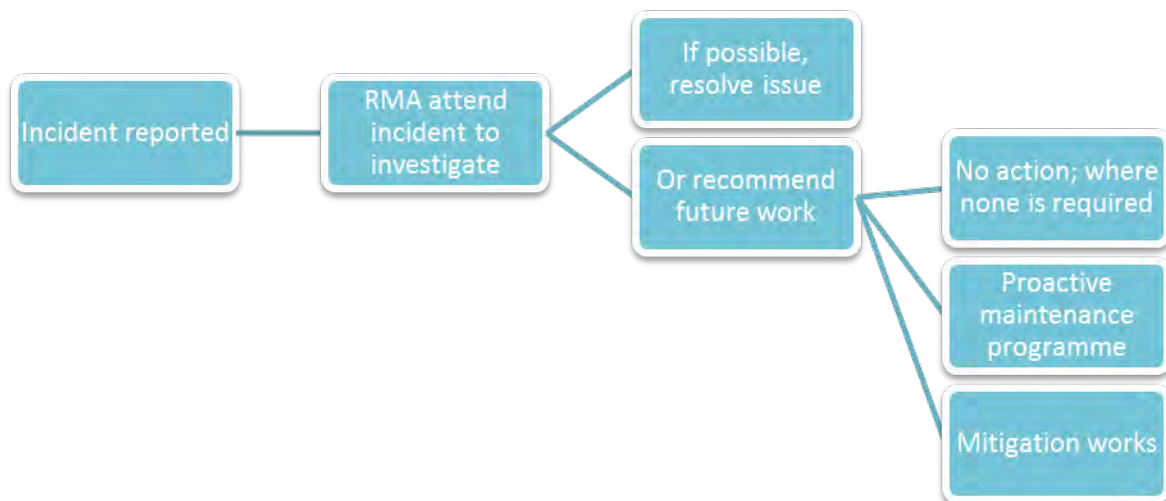 Incident reported
RMA attend
incident to
investigate
If possible,
resolve issue
Or recommend
future work
No action; where
none is required
Proactive
maintenance
programme
Mitigation works